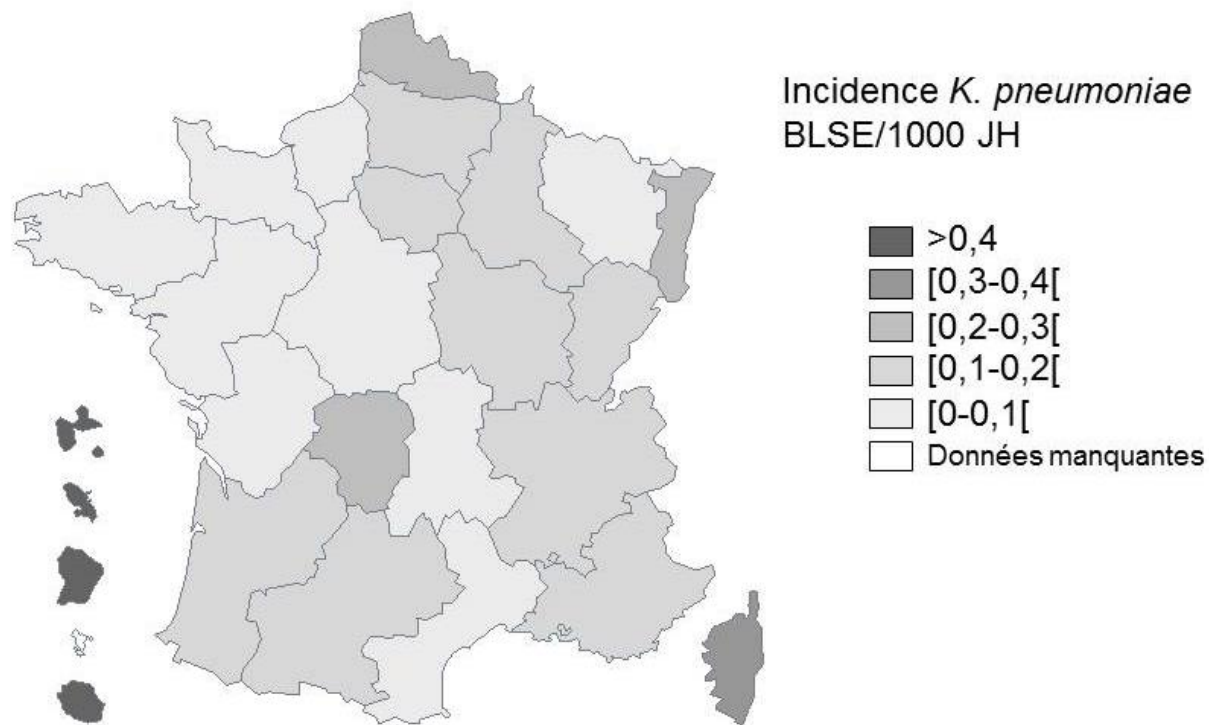 Incidence K. pneumoniae
BLSE/1000 JH
>0,4
[0,3-0,4[
[0,2-0,3[
[0,1-0,2[
[0-0,1[
Données manquantes